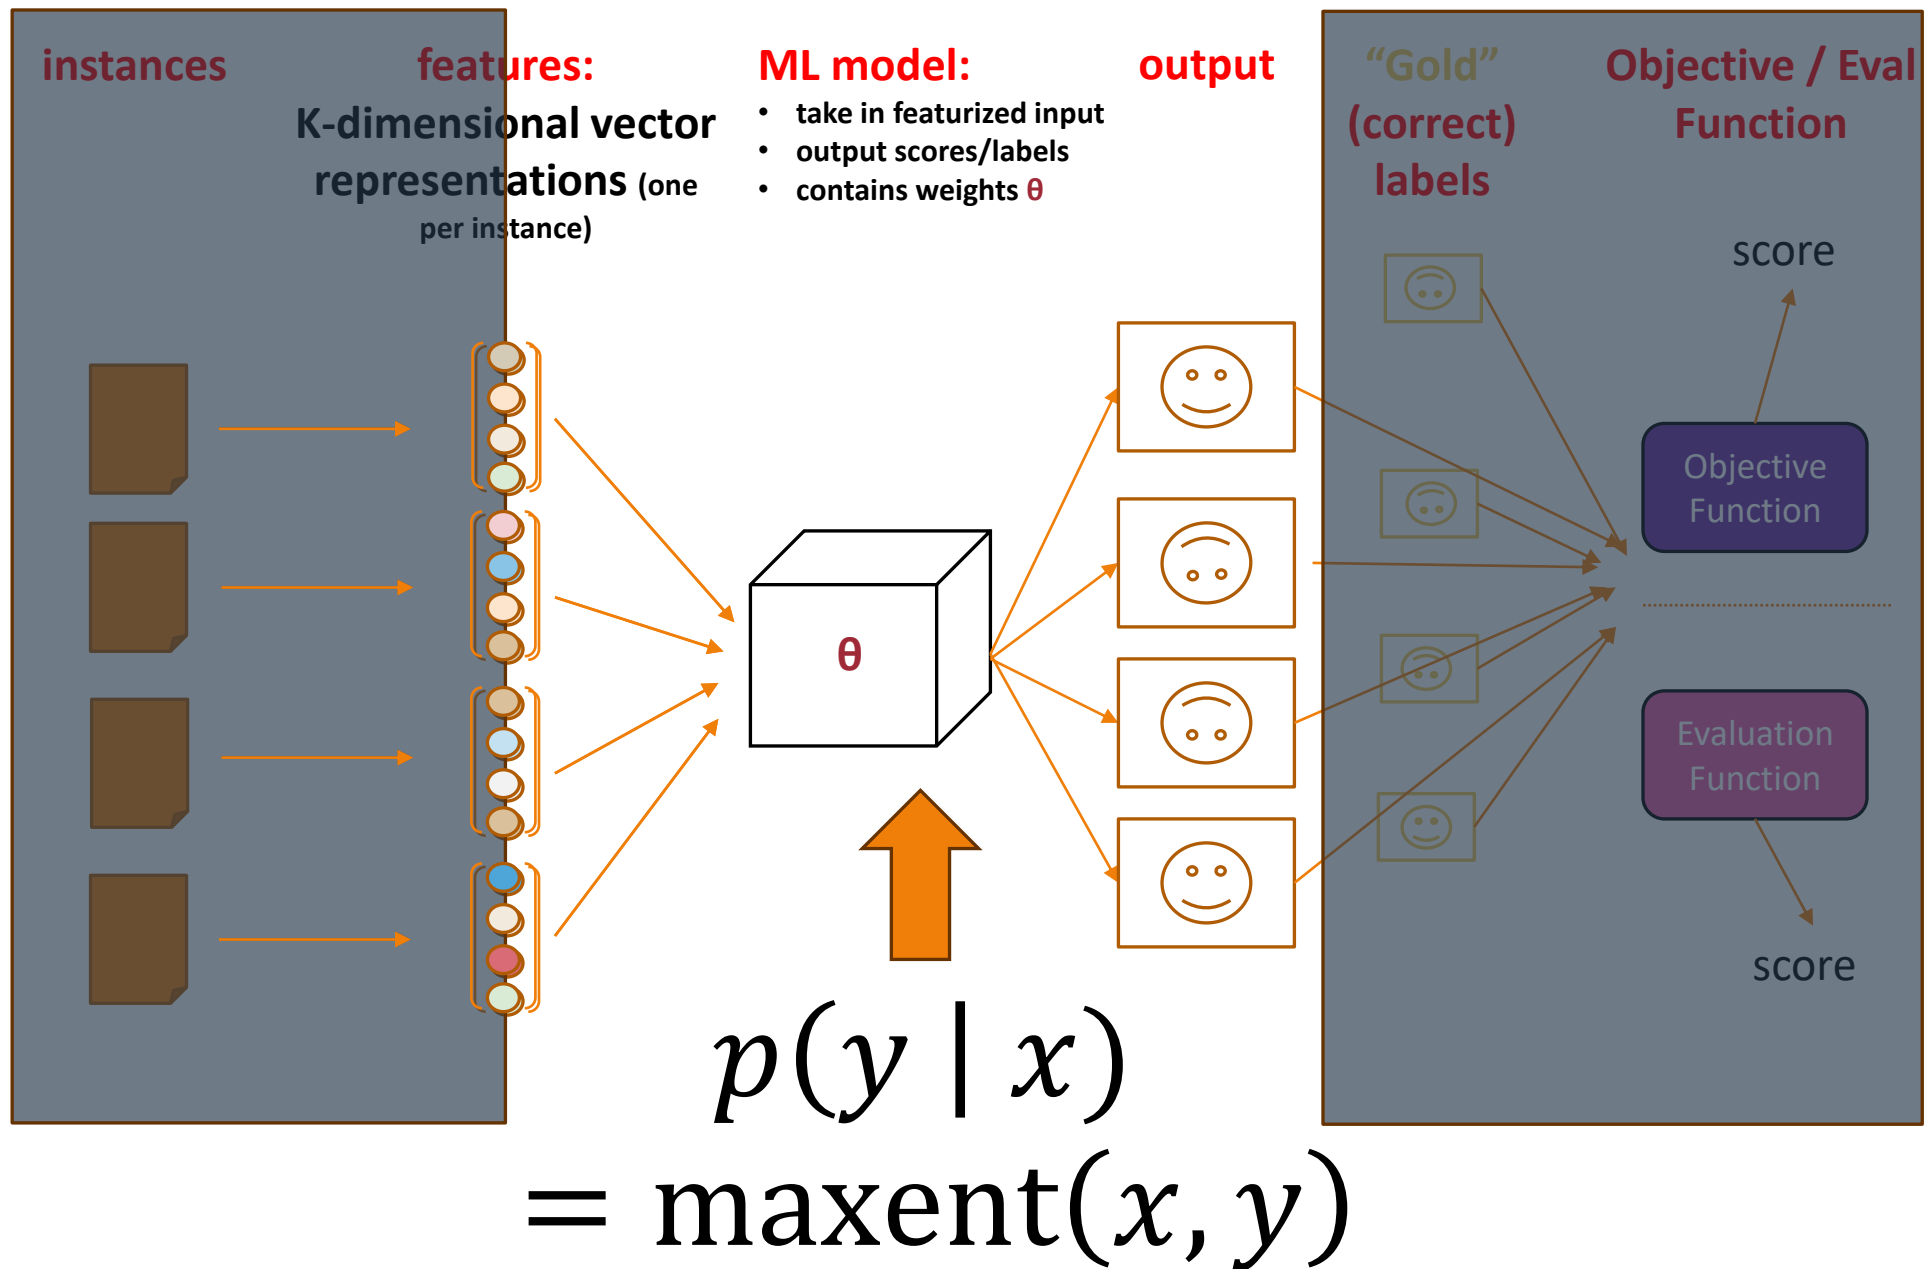 instances
features:
K-dimensional vector
representations (one
per instance)
ML model:
• take in featurized input
• output scores/labels
• contains weights θ
output
“Gold”
(correct)
labels
Objective / Eval
Function
score
Objective
Function
θ
Evaluation
Function
score
p(y | x)
= maxent(x, y)